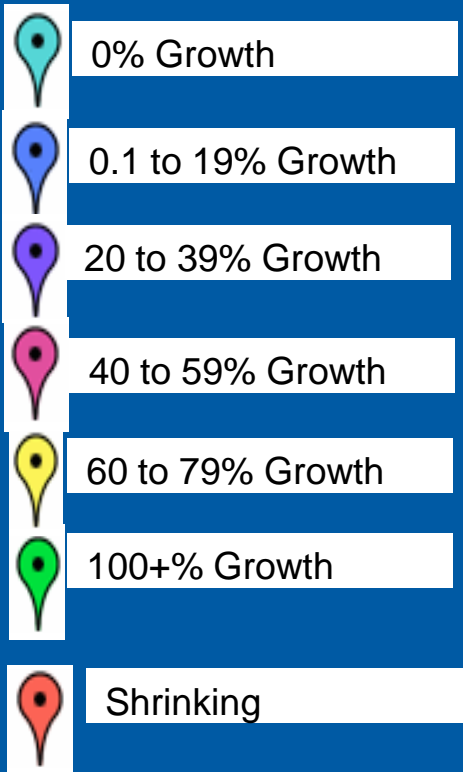 0% Growth
0.1 to 19% Growth
20 to 39% Growth
40 to 59% Growth
60 to 79% Growth
100+% Growth
Shrinking